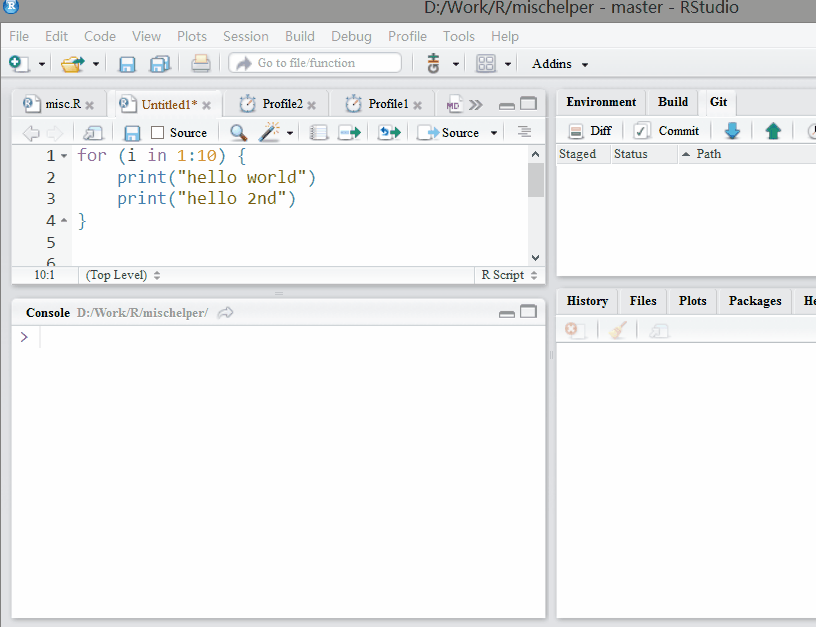 D:/Work/R/mischelper - master - RStudio
File Edit Code View Plots Session Build Debug Profile Tools Help
Go to file/function Addins
misc.R Untitled1* Profile2 Profile1 MD
Source Source
1 for (i in 1:10) {
2 print("hello world")
3 print("hello 2nd")
4 }
5
6
10:1 (Top Level) R Script
Console D:/Work/R/mischelper/
>
Environment Build Git
Diff Commit
Staged Status Path
History Files Plots Packages